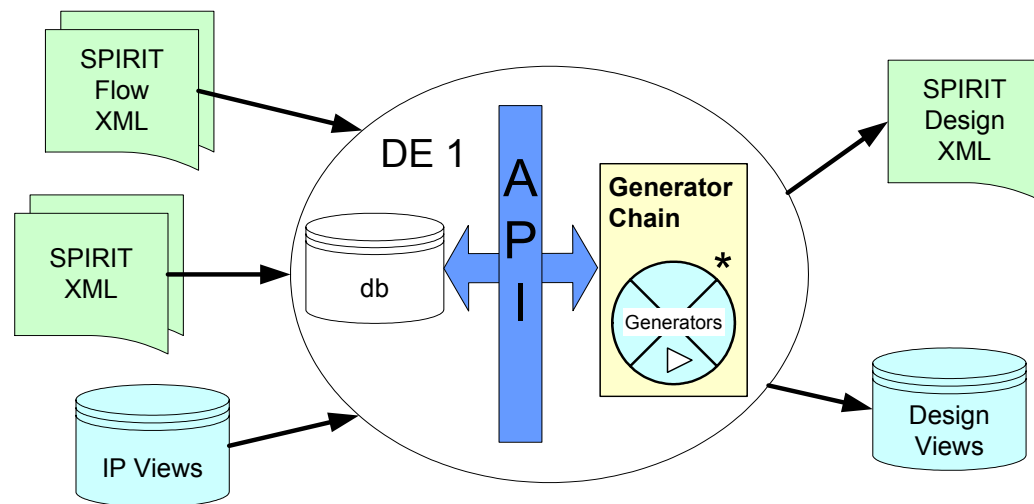 SPIRIT
Flow
XML
SPIRIT
XML
IP Views
DE 1
db
A
P
I
Generator
Chain
*
Generators
SPIRIT
Design
XML
Design
Views